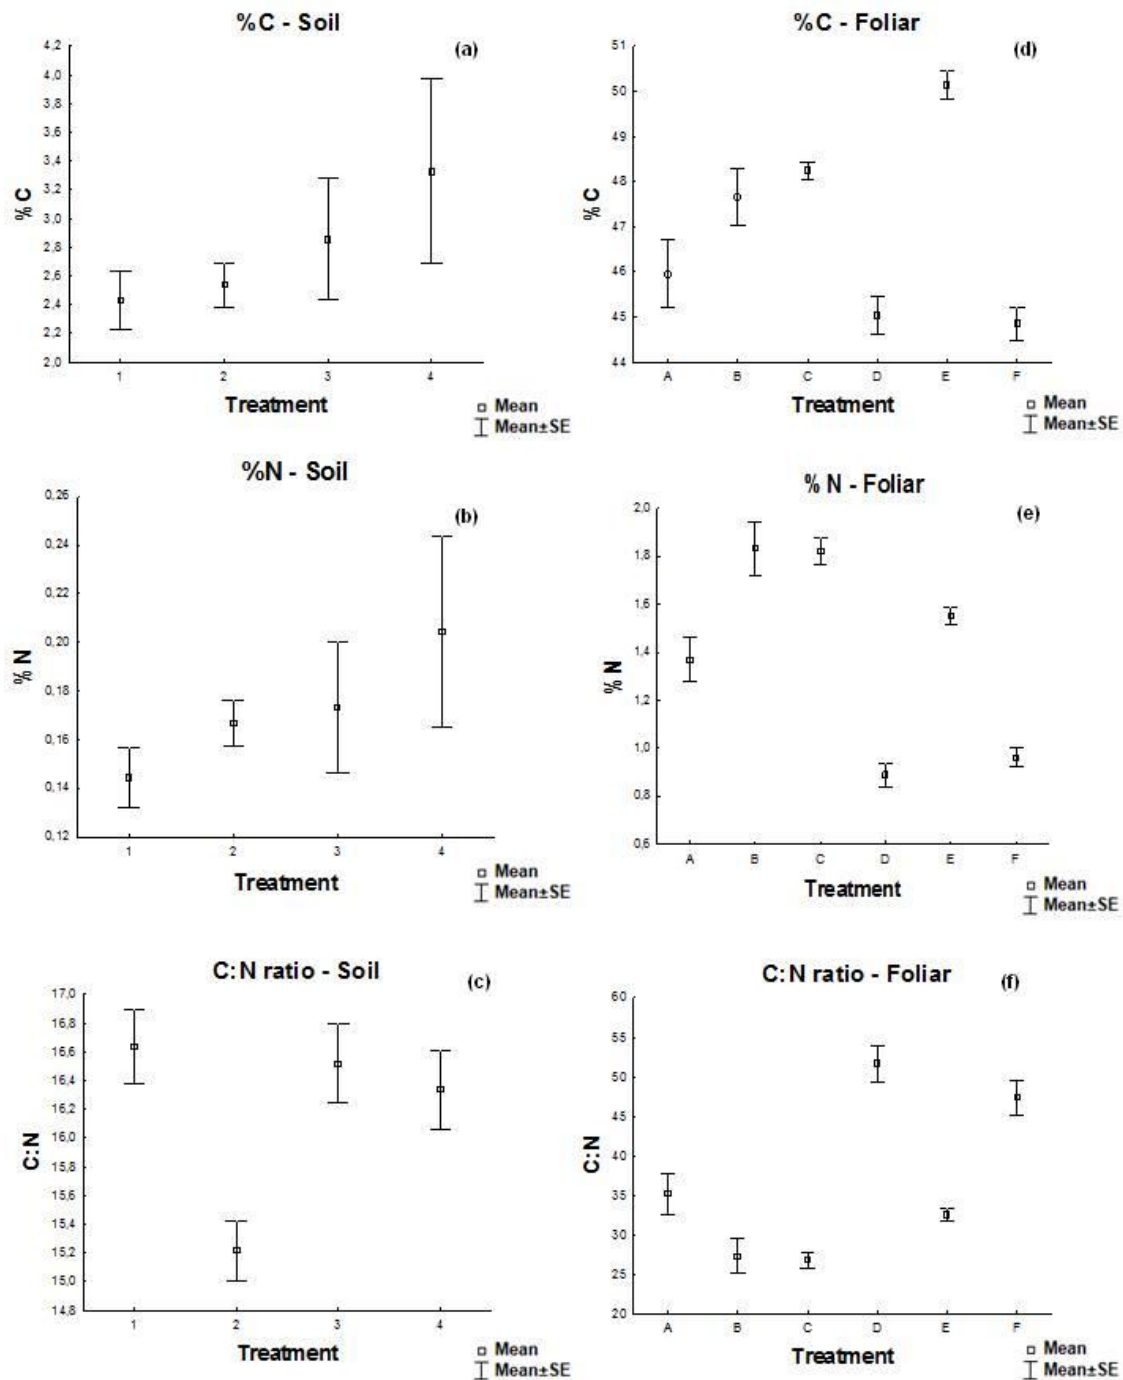 %C - Soil
(a)
4,2
4,0
3,8
3,6
3,4
3,2
3,0
2,8
2,6
2,4
2,2
2,0
% C
1 2 3 4
Treatment
Mean
Mean±SE
%C - Foliar
(d)
51
50
49
48
47
46
45
44
% C
A B C D E F
Treatment
Mean
Mean±SE
%N - Soil
(b)
0,26
0,24
0,22
0,20
0,18
0,16
0,14
0,12
% N
1 2 3 4
Treatment
Mean
Mean±SE
% N - Foliar
(e)
2,0
1,8
1,6
1,4
1,2
1,0
0,8
0,6
% N
A B C D E F
Treatment
Mean
Mean±SE
C:N ratio - Soil
(c)
17,0
16,8
16,6
16,4
16,2
16,0
15,8
15,6
15,4
15,2
15,0
14,8
C:N
1 2 3 4
Treatment
Mean
Mean±SE
C:N ratio - Foliar
(f)
60
55
50
45
40
35
30
25
20
C:N
A B C D E F
Treatment
Mean
Mean±SE